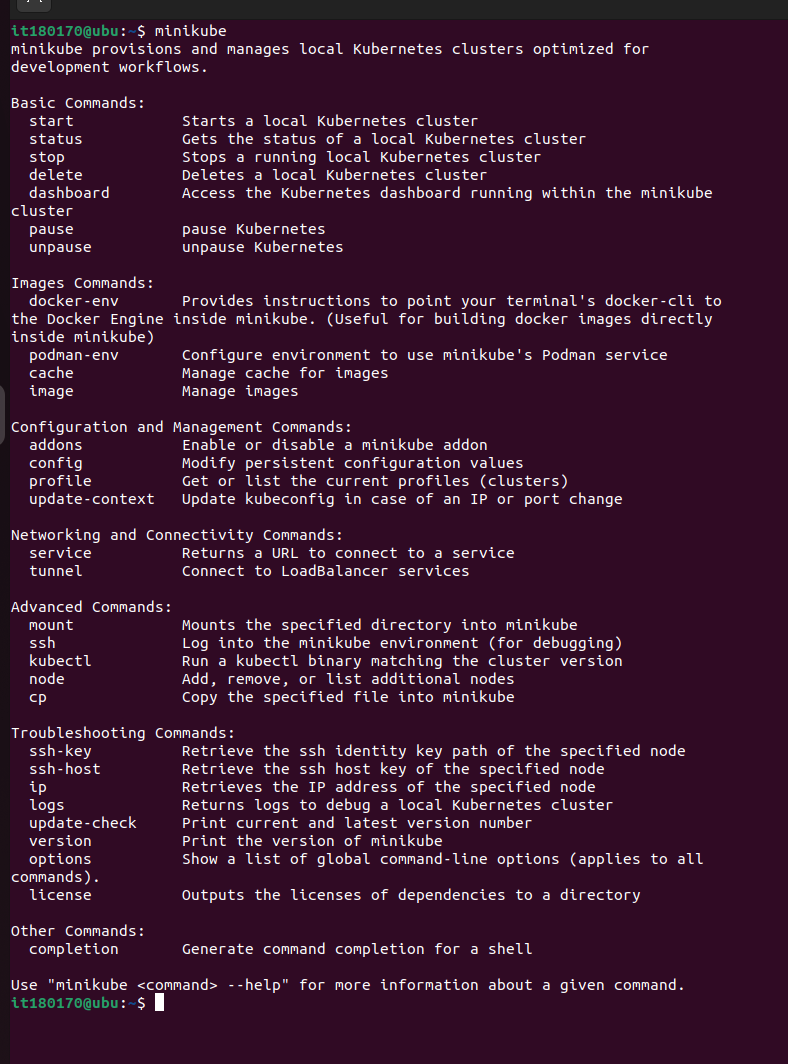 it180170@ubu:~$ minikube
minikube provisions and manages local Kubernetes clusters optimized for
development workflows.

Basic Commands:
  start            Starts a local Kubernetes cluster
  status           Gets the status of a local Kubernetes cluster
  stop             Stops a running local Kubernetes cluster
  delete           Deletes a local Kubernetes cluster
  dashboard        Access the Kubernetes dashboard running within the minikube
cluster
  pause            pause Kubernetes
  unpause          unpause Kubernetes

Images Commands:
  docker-env       Provides instructions to point your terminal's docker-cli to
the Docker Engine inside minikube. (Useful for building docker images directly
inside minikube)
  podman-env       Configure environment to use minikube's Podman service
  cache            Manage cache for images
  image            Manage images

Configuration and Management Commands:
  addons           Enable or disable a minikube addon
  config           Modify persistent configuration values
  profile          Get or list the current profiles (clusters)
  update-context   Update kubeconfig in case of an IP or port change

Networking and Connectivity Commands:
  service          Returns a URL to connect to a service
  tunnel           Connect to LoadBalancer services

Advanced Commands:
  mount            Mounts the specified directory into minikube
  ssh              Log into the minikube environment (for debugging)
  kubectl          Run a kubectl binary matching the cluster version
  node             Add, remove, or list additional nodes
  cp               Copy the specified file into minikube

Troubleshooting Commands:
  ssh-key          Retrieve the ssh identity key path of the specified node
  ssh-host         Retrieve the ssh host key of the specified node
  ip               Retrieves the IP address of the specified node
  logs             Returns logs to debug a local Kubernetes cluster
  update-check     Print current and latest version number
  version          Print the version of minikube
  options          Show a list of global command-line options (applies to all
commands).
  license          Outputs the licenses of dependencies to a directory

Other Commands:
  completion       Generate command completion for a shell

Use "minikube <command> --help" for more information about a given command.
it180170@ubu:~$